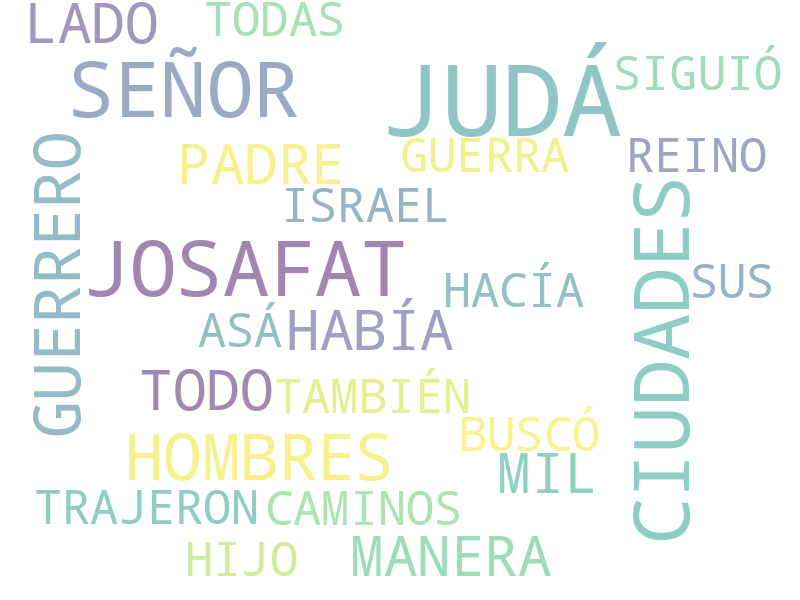 LADO
TODAS
SEÑOR
JUDÁ
SIGUIÓ
PADRE
GUERRA
REINO
GUERRERO
ISRAEL
CIUDADES
JOSAFAT
HACÍA
SUS
ASÁ
HABÍA
TODO
TAMBIÉN
BUSCÓ
HOMBRES
MIL
TRAJERON
CAMINOS
HIJO
MANERA